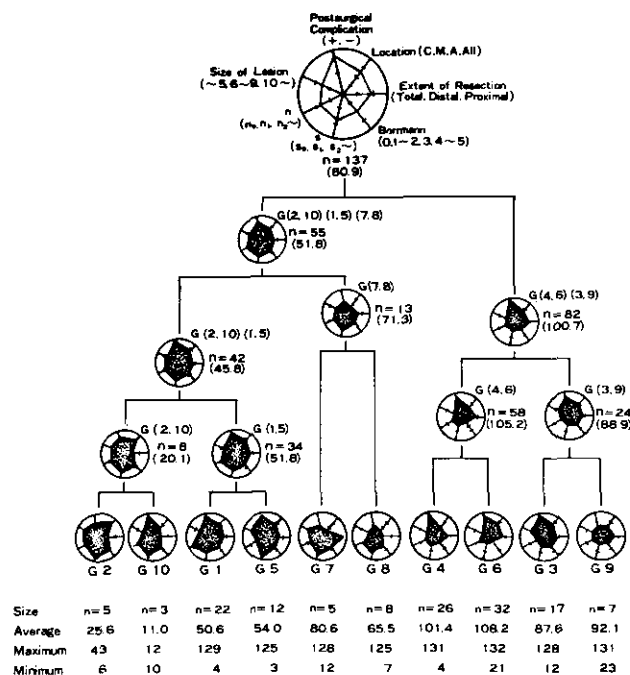 Postsurgical
Complication
(+, -)
Location (C.M.A.All)
Size of Lesion
(~5.6~9.10~)
Extent of Resection
(Total. Distal. Proximal)
n
(n₀, n₁, n₂~)
Borrmann
(0.1~2.3.4~5)
s
(s₀, s₁, s₂~)
n=137
(80.9)
G(2,10)(1,5)(7,8)
n=55
(51.8)
G(7,8)
n=13
(71.3)
G(4,6)(3,9)
n=82
(100.7)
G(2,10)(1,5)
n=42
(45.8)
G(4,6)
n=58
(105.2)
G(3,9)
n=24
(88.9)
G(2,10)
n=8
(20.1)
G(1,5)
n=34
(51.8)
G 2 G 10 G 1 G 5 G 7 G 8 G 4 G 6 G 3 G 9
Size n=5 n=3 n=22 n=12 n=5 n=8 n=26 n=32 n=17 n=7
Average 25.6 11.0 50.6 54.0 80.6 65.5 101.4 108.2 87.6 92.1
Maximum 43 12 129 125 128 125 131 132 128 131
Minimum 6 10 4 3 12 7 4 21 12 23